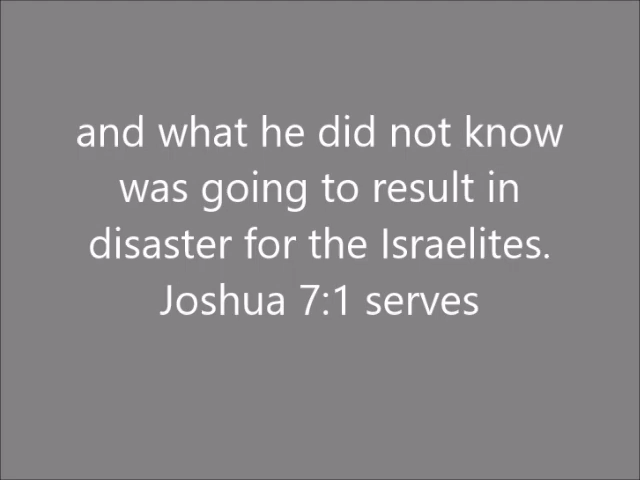 and what he did not know
was going to result in
disaster for the Israelites.
Joshua 7:1 serves